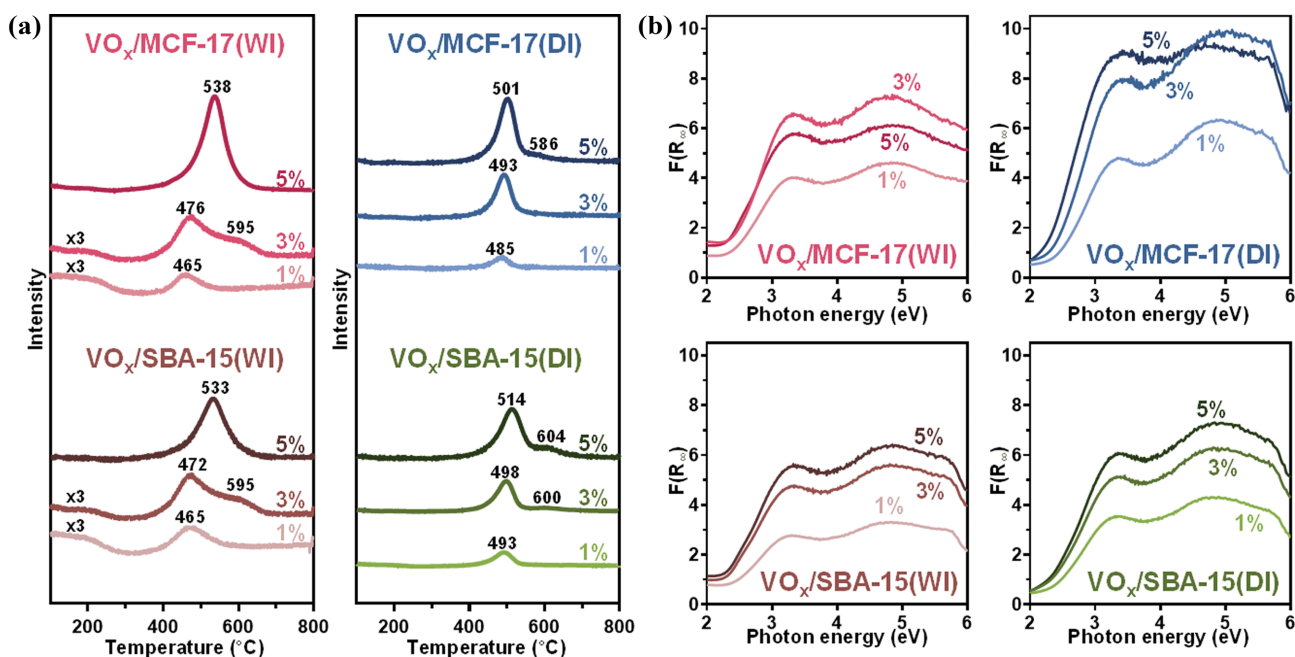 (a)
VOx/MCF-17(WI)
538
5%
476
595
x3
3%
x3
465
1%
VOx/SBA-15(WI)
533
5%
472
595
x3
3%
x3
465
1%
Intensity
Intensity
100 200 400 600 800
Temperature (°C)
VOx/MCF-17(DI)
501
586
5%
493
3%
485
1%
VOx/SBA-15(DI)
514
604
5%
498
600
3%
493
1%
Intensity
Intensity
200 400 600 800
Temperature (°C)
(b)
10
8
6
4
2
0
F(R∞)
3%
5%
1%
VOx/MCF-17(WI)
2 3 4 5 6
Photon energy (eV)
10
8
6
4
2
0
F(R∞)
5%
3%
1%
VOx/MCF-17(DI)
2 3 4 5 6
Photon energy (eV)
10
8
6
4
2
0
F(R∞)
5%
3%
1%
VOx/SBA-15(WI)
2 3 4 5 6
Photon energy (eV)
10
8
6
4
2
0
F(R∞)
5%
3%
1%
VOx/SBA-15(DI)
2 3 4 5 6
Photon energy (eV)